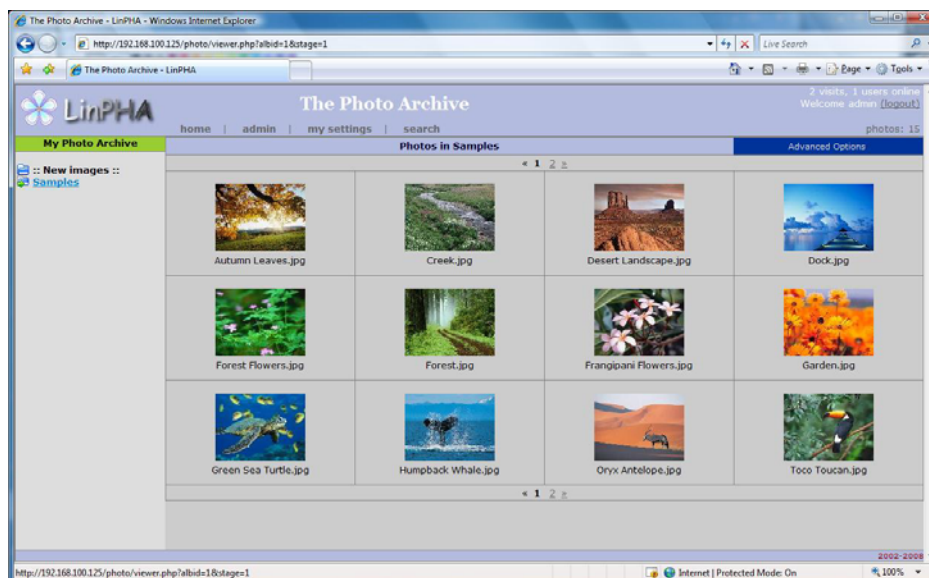 The Photo Archive - LinPHA - Windows Internet Explorer
http://192.168.100.125/photo/viewer.php?albid=1&stage=1
Live Search
The Photo Archive - LinPHA
Page
Tools
LinPHA
The Photo Archive
2 visits, 1 users online
Welcome admin (logout)
home | admin | my settings | search
photos: 15
My Photo Archive
Photos in Samples
Advanced Options
:: New images ::
Samples
« 1 2 »
Autumn Leaves.jpg
Creek.jpg
Desert Landscape.jpg
Dock.jpg
Forest Flowers.jpg
Forest.jpg
Frangipani Flowers.jpg
Garden.jpg
Green Sea Turtle.jpg
Humpback Whale.jpg
Oryx Antelope.jpg
Toco Toucan.jpg
« 1 2 »
2002-2008
http://192.168.100.125/photo/viewer.php?albid=1&stage=1
Internet | Protected Mode: On
100%